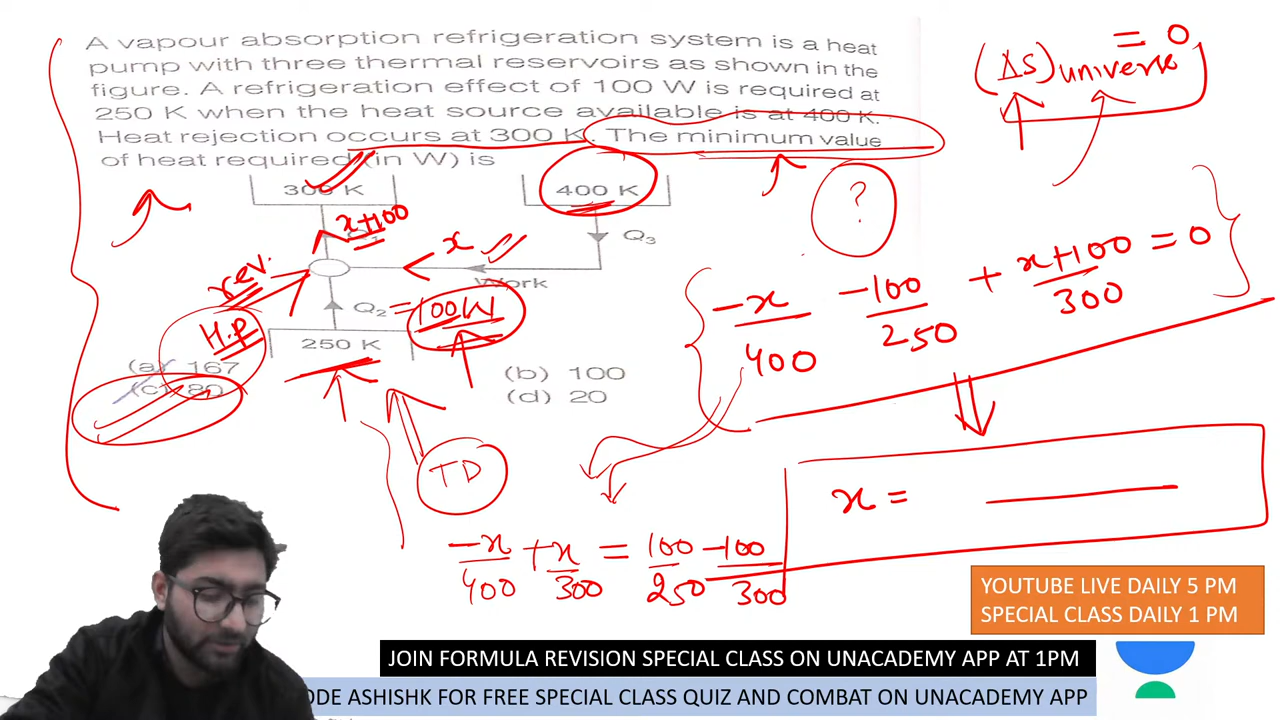 A vapour absorption refrigeration system is a heat
pump with three thermal reservoirs as shown in the
figure. A refrigeration effect of 100 W is required at
250 K when the heat source available is at 400 K.
Heat rejection occurs at 300 K. The minimum value
of heat required (in W) is
(ΔS)universe = 0
300 K
400 K
?
x+100
x
Q3
rev.
Work
H.P
Q2 = 100W
250 K
(a) 167
(b) 100
(c) 80
(d) 20
TD
-x/400 -100/250 + x+100/300 = 0
x =
-x/400 + x/300 = 100/250 - 100/300
YOUTUBE LIVE DAILY 5 PM
SPECIAL CLASS DAILY 1 PM
JOIN FORMULA REVISION SPECIAL CLASS ON UNACADEMY APP AT 1PM
ODE ASHISHK FOR FREE SPECIAL CLASS QUIZ AND COMBAT ON UNACADEMY APP